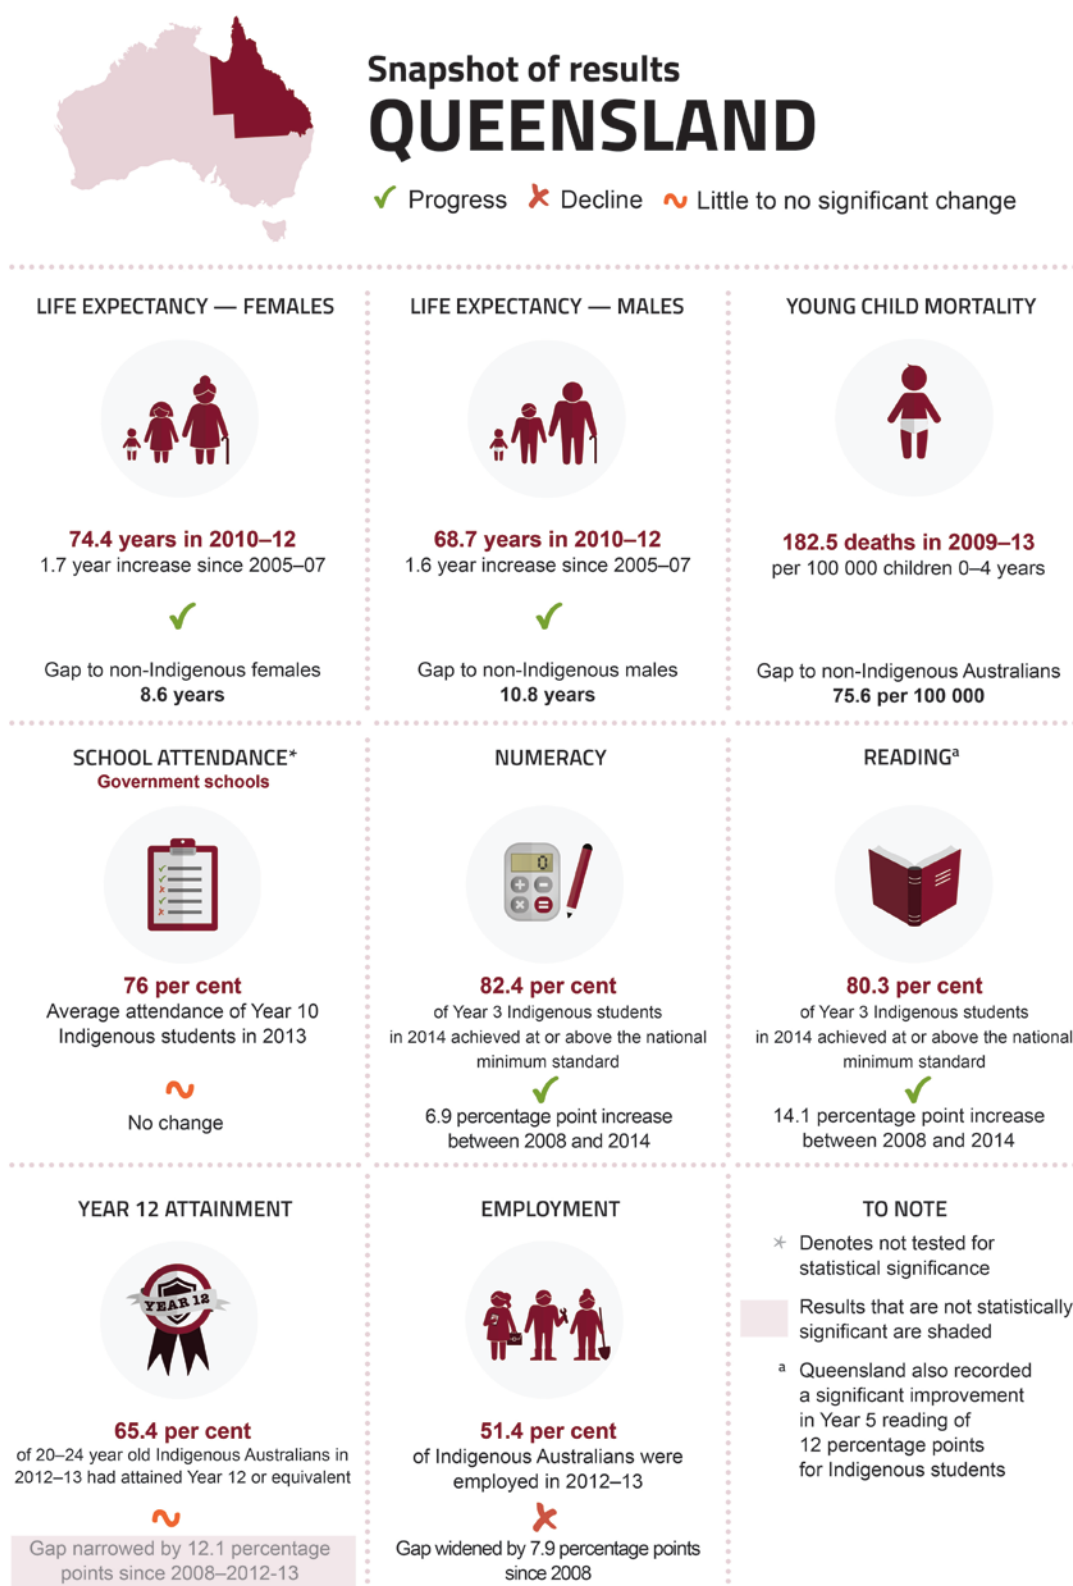 Snapshot of results
QUEENSLAND
Progress Decline Little to no significant change
LIFE EXPECTANCY — FEMALES
74.4 years in 2010–12
1.7 year increase since 2005–07
Gap to non-Indigenous females
8.6 years
LIFE EXPECTANCY — MALES
68.7 years in 2010–12
1.6 year increase since 2005–07
Gap to non-Indigenous males
10.8 years
YOUNG CHILD MORTALITY
182.5 deaths in 2009–13
per 100 000 children 0–4 years
Gap to non-Indigenous Australians
75.6 per 100 000
SCHOOL ATTENDANCE*
Government schools
76 per cent
Average attendance of Year 10
Indigenous students in 2013
No change
NUMERACY
0
82.4 per cent
of Year 3 Indigenous students
in 2014 achieved at or above the national
minimum standard
6.9 percentage point increase
between 2008 and 2014
READINGᵃ
80.3 per cent
of Year 3 Indigenous students
in 2014 achieved at or above the national
minimum standard
14.1 percentage point increase
between 2008 and 2014
YEAR 12 ATTAINMENT
YEAR 12
65.4 per cent
of 20–24 year old Indigenous Australians in
2012–13 had attained Year 12 or equivalent
Gap narrowed by 12.1 percentage
points since 2008–2012-13
EMPLOYMENT
51.4 per cent
of Indigenous Australians were
employed in 2012–13
Gap widened by 7.9 percentage points
since 2008
TO NOTE
* Denotes not tested for
statistical significance
Results that are not statistically
significant are shaded
ᵃ Queensland also recorded
a significant improvement
in Year 5 reading of
12 percentage points
for Indigenous students